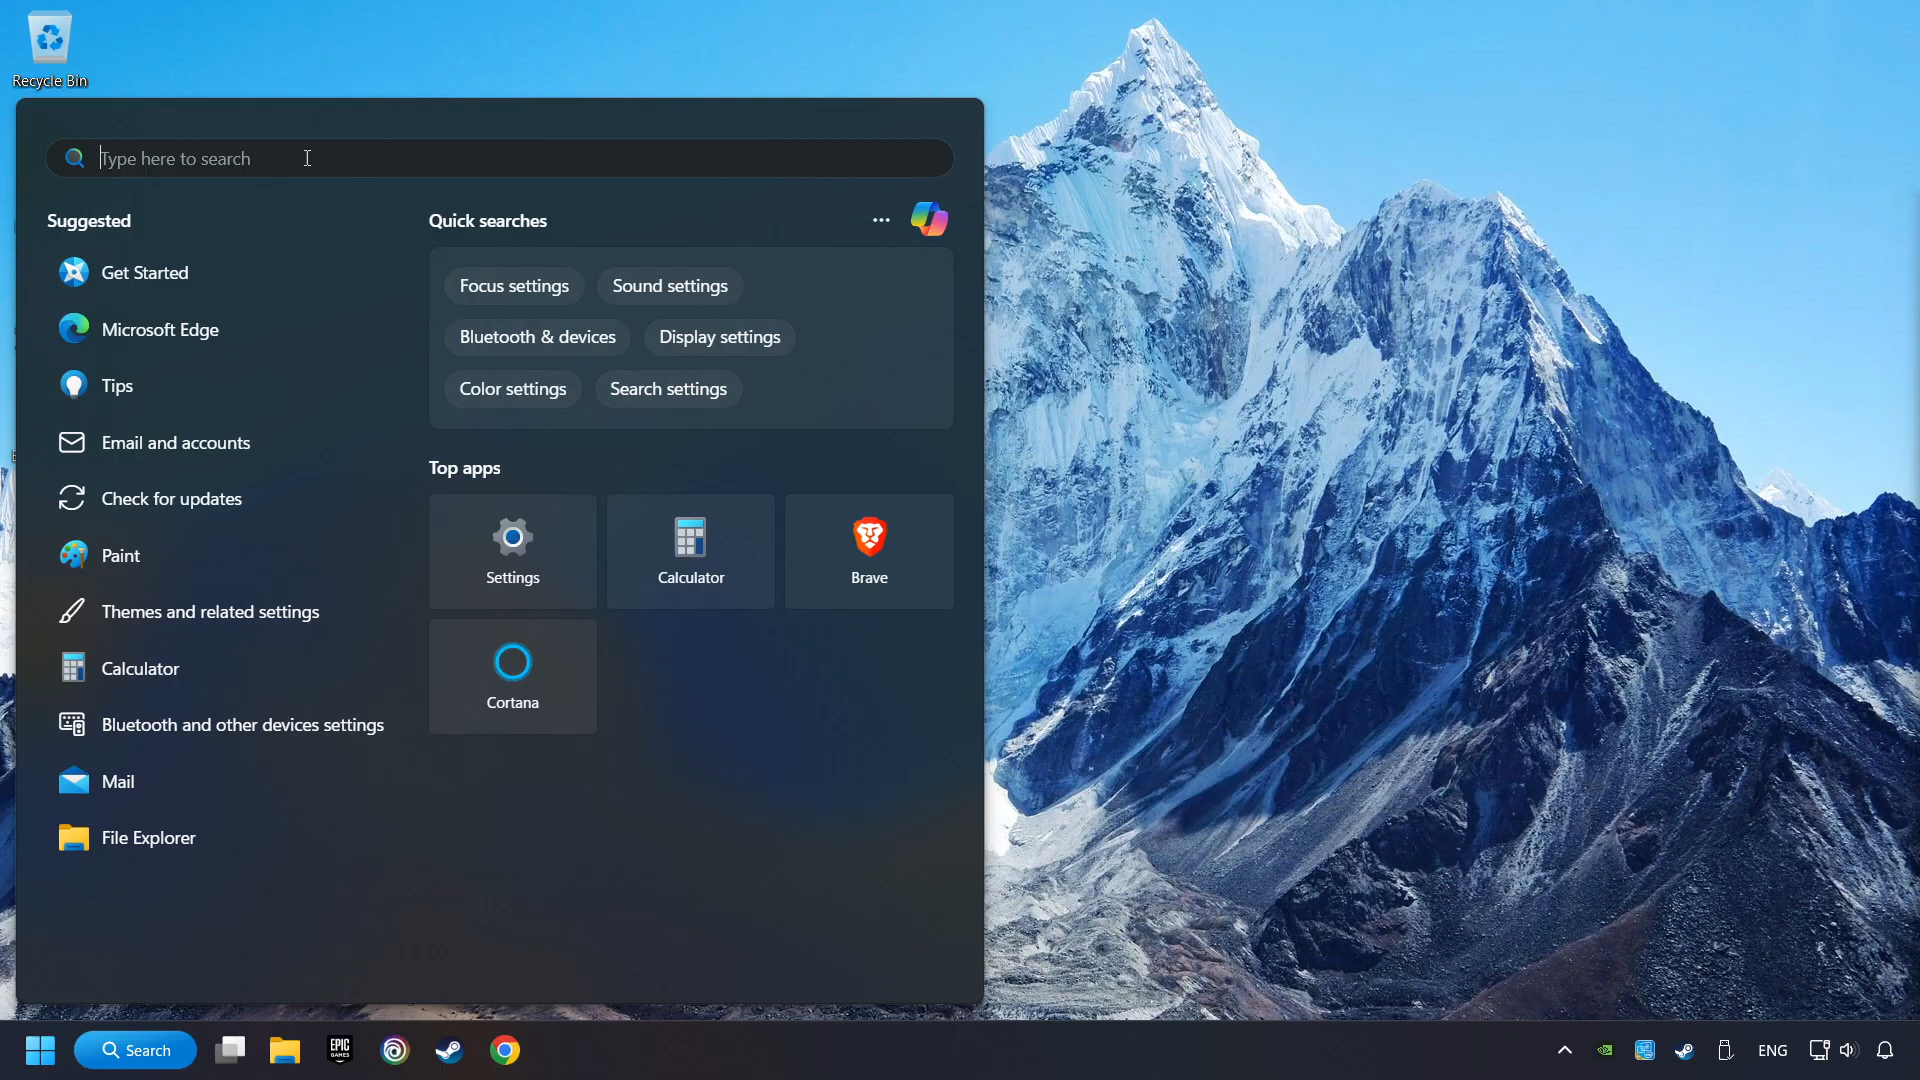 Recycle Bin
Type here to search
Suggested
Get Started
Microsoft Edge
Tips
Email and accounts
Check for updates
Paint
Themes and related settings
Calculator
Bluetooth and other devices settings
Mail
File Explorer
Quick searches
Focus settings
Sound settings
Bluetooth & devices
Display settings
Color settings
Search settings
Top apps
Settings
Calculator
Brave
Cortana
Search
EPIC
GAMES
ENG